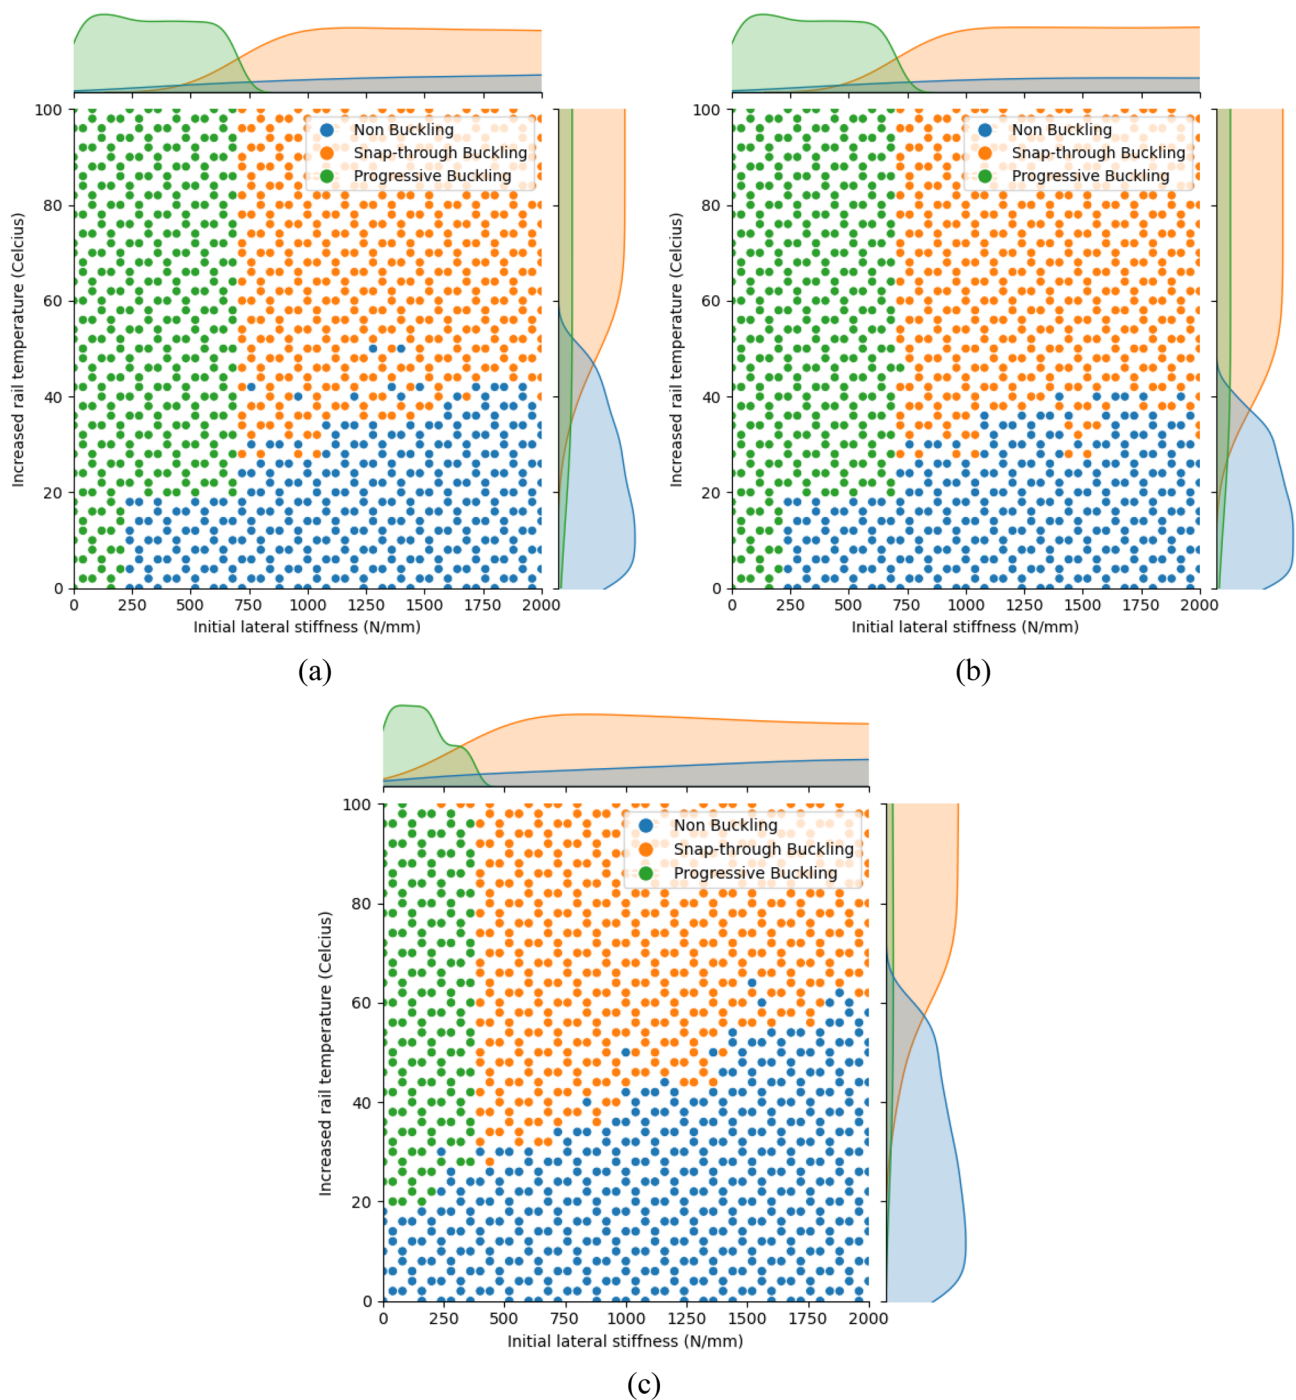 Non Buckling
Snap-through Buckling
Progressive Buckling
100
80
60
40
20
0
Increased rail temperature (Celcius)
0 250 500 750 1000 1250 1500 1750 2000
Initial lateral stiffness (N/mm)
(a)
Non Buckling
Snap-through Buckling
Progressive Buckling
100
80
60
40
20
0
Increased rail temperature (Celcius)
0 250 500 750 1000 1250 1500 1750 2000
Initial lateral stiffness (N/mm)
(b)
Non Buckling
Snap-through Buckling
Progressive Buckling
100
80
60
40
20
0
Increased rail temperature (Celcius)
0 250 500 750 1000 1250 1500 1750 2000
Initial lateral stiffness (N/mm)
(c)